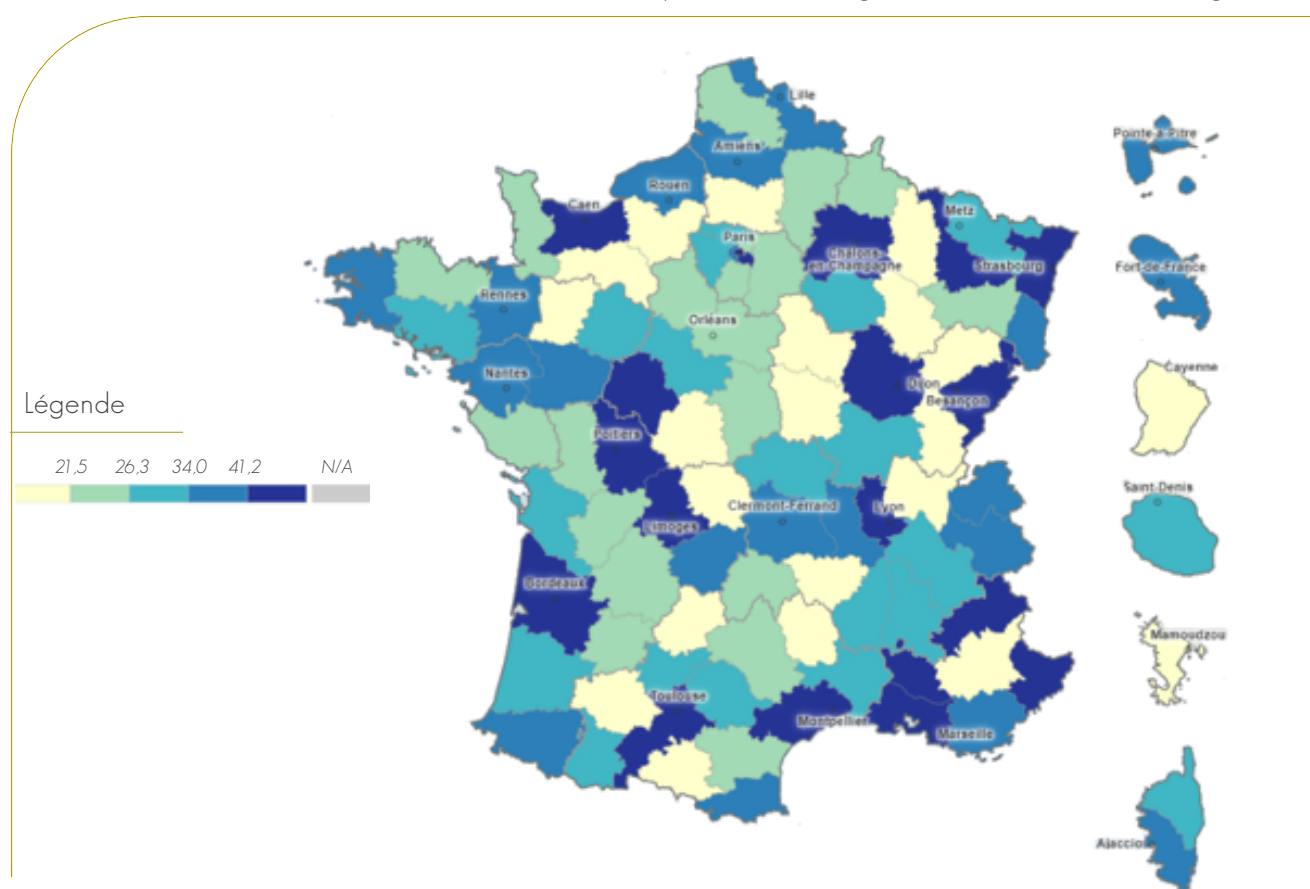 Lille
Pointe-à-Pitre
Amiens
Rouen
Caen
Metz
Paris
Châlons-
en-Champagne
Strasbourg
Fort-de-France
Rennes
Orléans
Nantes
Cayenne
Dijon
Besançon
Légende
Poitiers
21,5 26,3 34,0 41,2 N/A
Saint-Denis
Clermont-Ferrand
Lyon
Limoges
Bordeaux
Mamoudzou
Toulouse
Montpellier
Marseille
Ajaccio